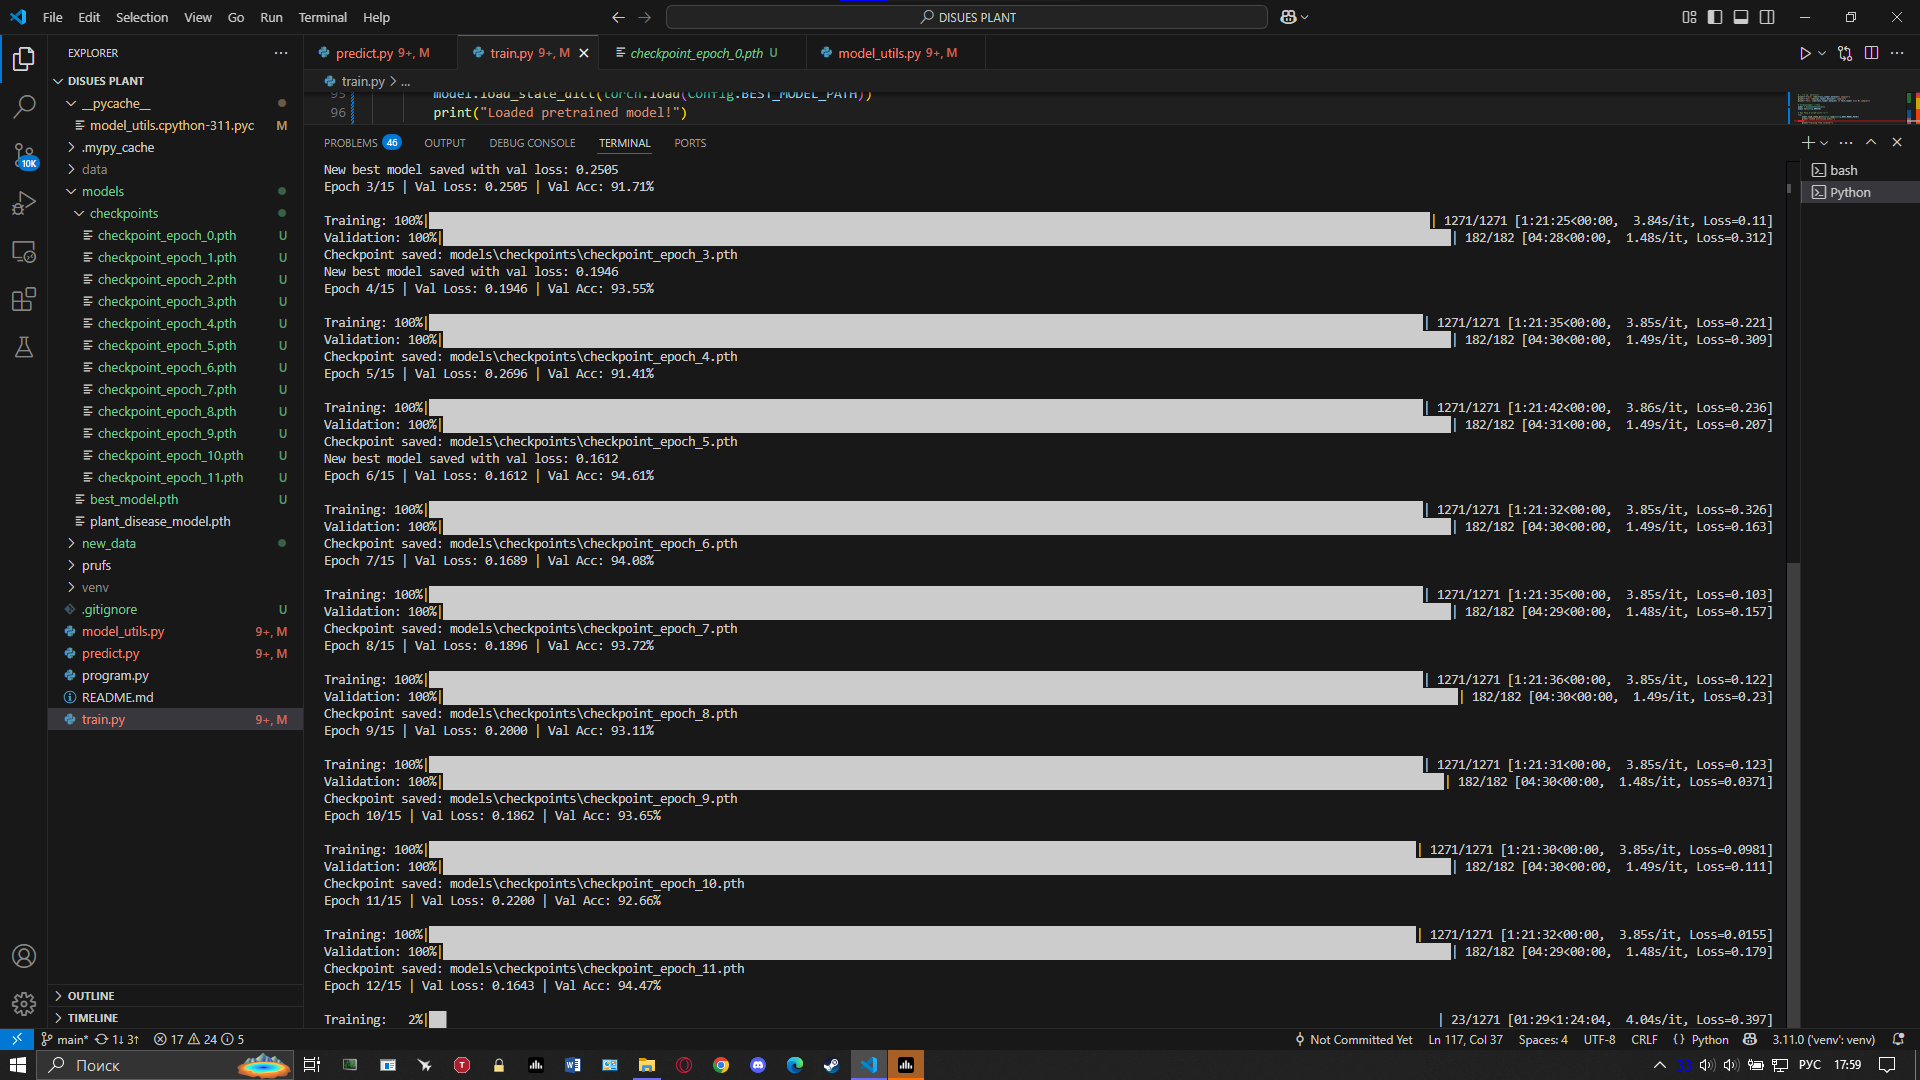 File Edit Selection View Go Run Terminal Help
DISUES PLANT
EXPLORER
DISUES PLANT
__pycache__
model_utils.cpython-311.pyc M
.mypy_cache
data
models
checkpoints
checkpoint_epoch_0.pth U
checkpoint_epoch_1.pth U
checkpoint_epoch_2.pth U
checkpoint_epoch_3.pth U
checkpoint_epoch_4.pth U
checkpoint_epoch_5.pth U
checkpoint_epoch_6.pth U
checkpoint_epoch_7.pth U
checkpoint_epoch_8.pth U
checkpoint_epoch_9.pth U
checkpoint_epoch_10.pth U
checkpoint_epoch_11.pth U
best_model.pth U
plant_disease_model.pth
new_data
prufs
venv
.gitignore U
model_utils.py 9+, M
predict.py 9+, M
program.py
README.md
train.py 9+, M
OUTLINE
TIMELINE
10K
predict.py 9+, M train.py 9+, M checkpoint_epoch_0.pth U model_utils.py 9+, M
train.py > ...
95 model.load_state_dict(torch.load(Config.BEST_MODEL_PATH))
96 print("Loaded pretrained model!")
PROBLEMS 46 OUTPUT DEBUG CONSOLE TERMINAL PORTS
bash
Python
New best model saved with val loss: 0.2505
Epoch 3/15 | Val Loss: 0.2505 | Val Acc: 91.71%
Training: 100%| | 1271/1271 [1:21:25<00:00, 3.84s/it, Loss=0.11]
Validation: 100%| | 182/182 [04:28<00:00, 1.48s/it, Loss=0.312]
Checkpoint saved: models\checkpoints\checkpoint_epoch_3.pth
New best model saved with val loss: 0.1946
Epoch 4/15 | Val Loss: 0.1946 | Val Acc: 93.55%
Training: 100%| | 1271/1271 [1:21:35<00:00, 3.85s/it, Loss=0.221]
Validation: 100%| | 182/182 [04:30<00:00, 1.49s/it, Loss=0.309]
Checkpoint saved: models\checkpoints\checkpoint_epoch_4.pth
Epoch 5/15 | Val Loss: 0.2696 | Val Acc: 91.41%
Training: 100%| | 1271/1271 [1:21:42<00:00, 3.86s/it, Loss=0.236]
Validation: 100%| | 182/182 [04:31<00:00, 1.49s/it, Loss=0.207]
Checkpoint saved: models\checkpoints\checkpoint_epoch_5.pth
New best model saved with val loss: 0.1612
Epoch 6/15 | Val Loss: 0.1612 | Val Acc: 94.61%
Training: 100%| | 1271/1271 [1:21:32<00:00, 3.85s/it, Loss=0.326]
Validation: 100%| | 182/182 [04:30<00:00, 1.49s/it, Loss=0.163]
Checkpoint saved: models\checkpoints\checkpoint_epoch_6.pth
Epoch 7/15 | Val Loss: 0.1689 | Val Acc: 94.08%
Training: 100%| | 1271/1271 [1:21:35<00:00, 3.85s/it, Loss=0.103]
Validation: 100%| | 182/182 [04:29<00:00, 1.48s/it, Loss=0.157]
Checkpoint saved: models\checkpoints\checkpoint_epoch_7.pth
Epoch 8/15 | Val Loss: 0.1896 | Val Acc: 93.72%
Training: 100%| | 1271/1271 [1:21:36<00:00, 3.85s/it, Loss=0.122]
Validation: 100%| | 182/182 [04:30<00:00, 1.49s/it, Loss=0.23]
Checkpoint saved: models\checkpoints\checkpoint_epoch_8.pth
Epoch 9/15 | Val Loss: 0.2000 | Val Acc: 93.11%
Training: 100%| | 1271/1271 [1:21:31<00:00, 3.85s/it, Loss=0.123]
Validation: 100%| | 182/182 [04:30<00:00, 1.48s/it, Loss=0.0371]
Checkpoint saved: models\checkpoints\checkpoint_epoch_9.pth
Epoch 10/15 | Val Loss: 0.1862 | Val Acc: 93.65%
Training: 100%| | 1271/1271 [1:21:30<00:00, 3.85s/it, Loss=0.0981]
Validation: 100%| | 182/182 [04:30<00:00, 1.49s/it, Loss=0.111]
Checkpoint saved: models\checkpoints\checkpoint_epoch_10.pth
Epoch 11/15 | Val Loss: 0.2200 | Val Acc: 92.66%
Training: 100%| | 1271/1271 [1:21:32<00:00, 3.85s/it, Loss=0.0155]
Validation: 100%| | 182/182 [04:29<00:00, 1.48s/it, Loss=0.179]
Checkpoint saved: models\checkpoints\checkpoint_epoch_11.pth
Epoch 12/15 | Val Loss: 0.1643 | Val Acc: 94.47%
Training: 2%| | 23/1271 [01:29<1:24:04, 4.04s/it, Loss=0.397]
main* 1↓ 3↑ 17 24 5 Not Committed Yet Ln 117, Col 37 Spaces: 4 UTF-8 CRLF {} Python 3.11.0 ('venv': venv)
Поиск 33 РУС 17:59